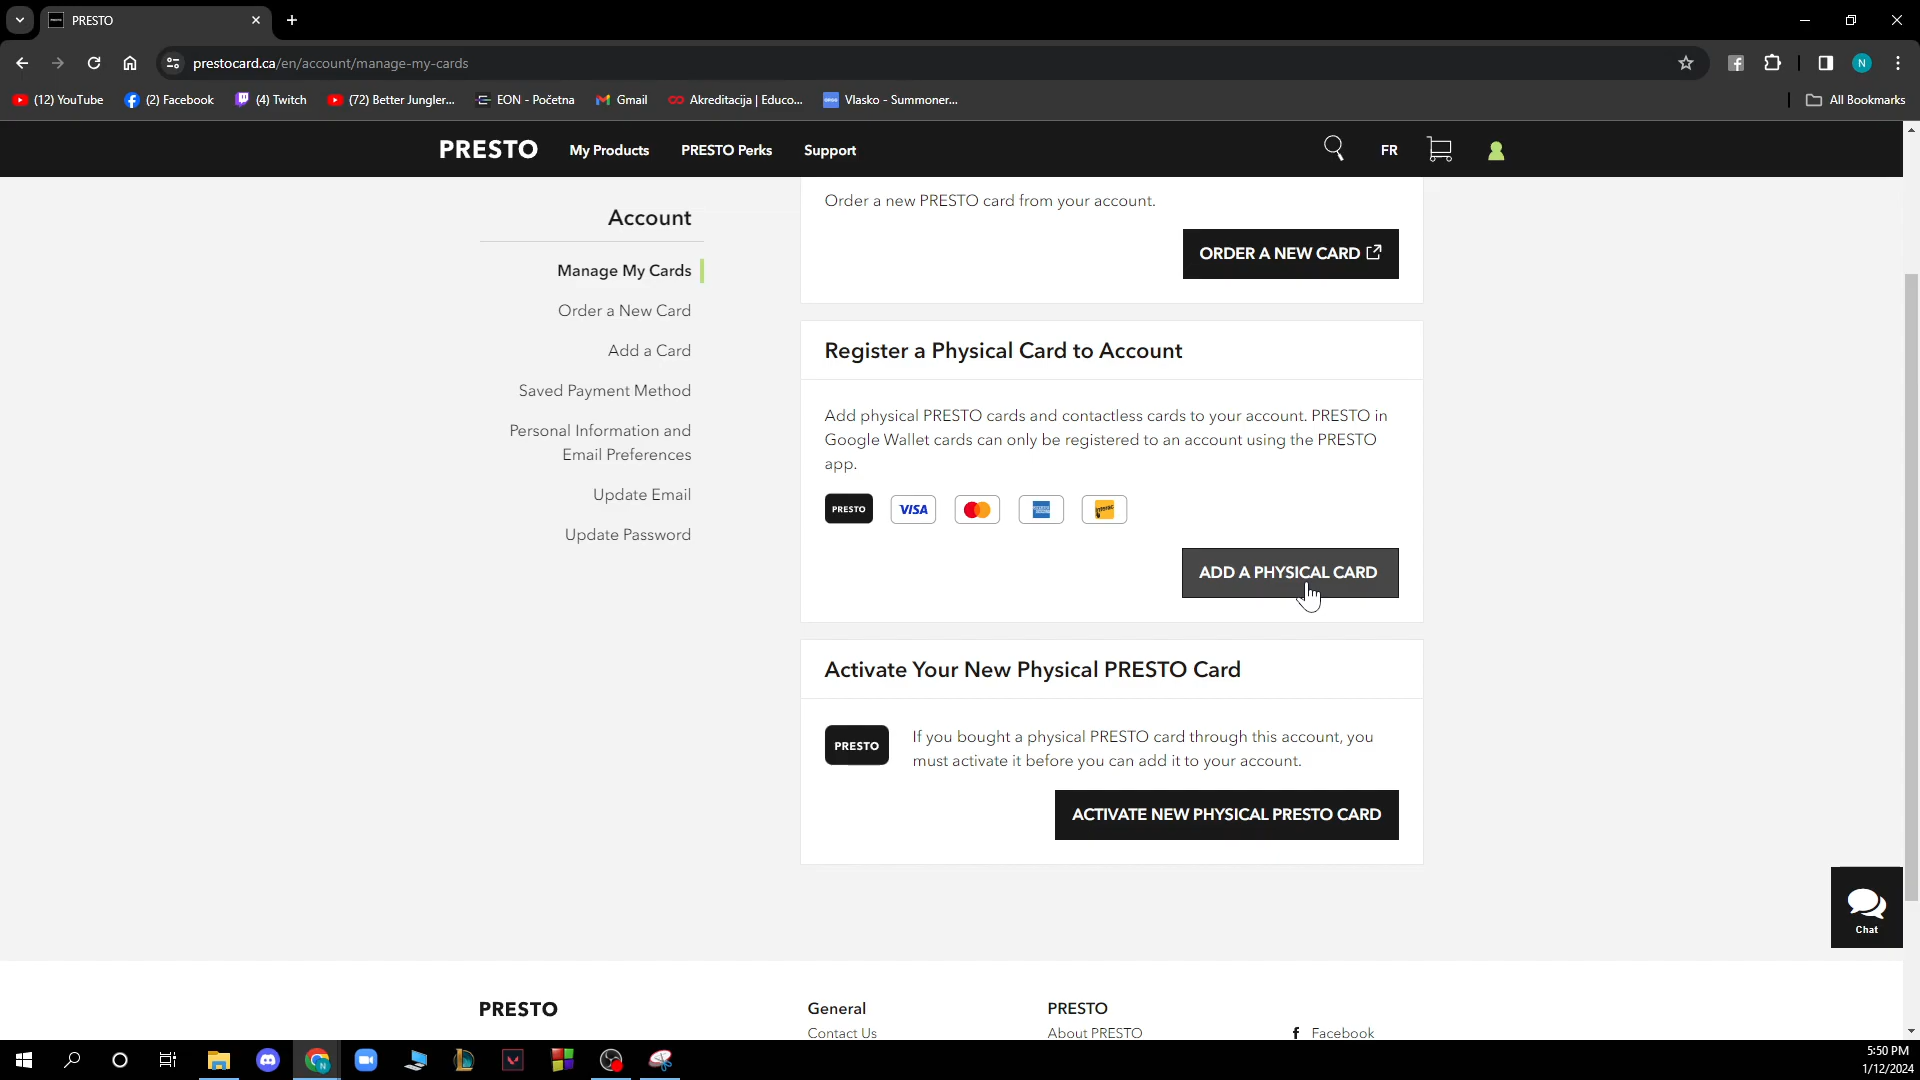 PRESTO
prestocard.ca/en/account/manage-my-cards
N
(12) YouTube
(2) Facebook
(4) Twitch
(72) Better Jungler...
EON - Početna
Gmail
Akreditacija | Educo...
Vlasko - Summoner...
All Bookmarks
PRESTO
My Products
PRESTO Perks
Support
FR
Account
Manage My Cards
Order a New Card
Add a Card
Saved Payment Method
Personal Information and
Email Preferences
Update Email
Update Password
Order a new PRESTO card from your account.
ORDER A NEW CARD
Register a Physical Card to Account
Add physical PRESTO cards and contactless cards to your account. PRESTO in
Google Wallet cards can only be registered to an account using the PRESTO
app.
PRESTO
VISA
ADD A PHYSICAL CARD
Activate Your New Physical PRESTO Card
PRESTO
If you bought a physical PRESTO card through this account, you
must activate it before you can add it to your account.
ACTIVATE NEW PHYSICAL PRESTO CARD
Chat
PRESTO
General
Contact Us
PRESTO
About PRESTO
Facebook
5:50 PM
1/12/2024